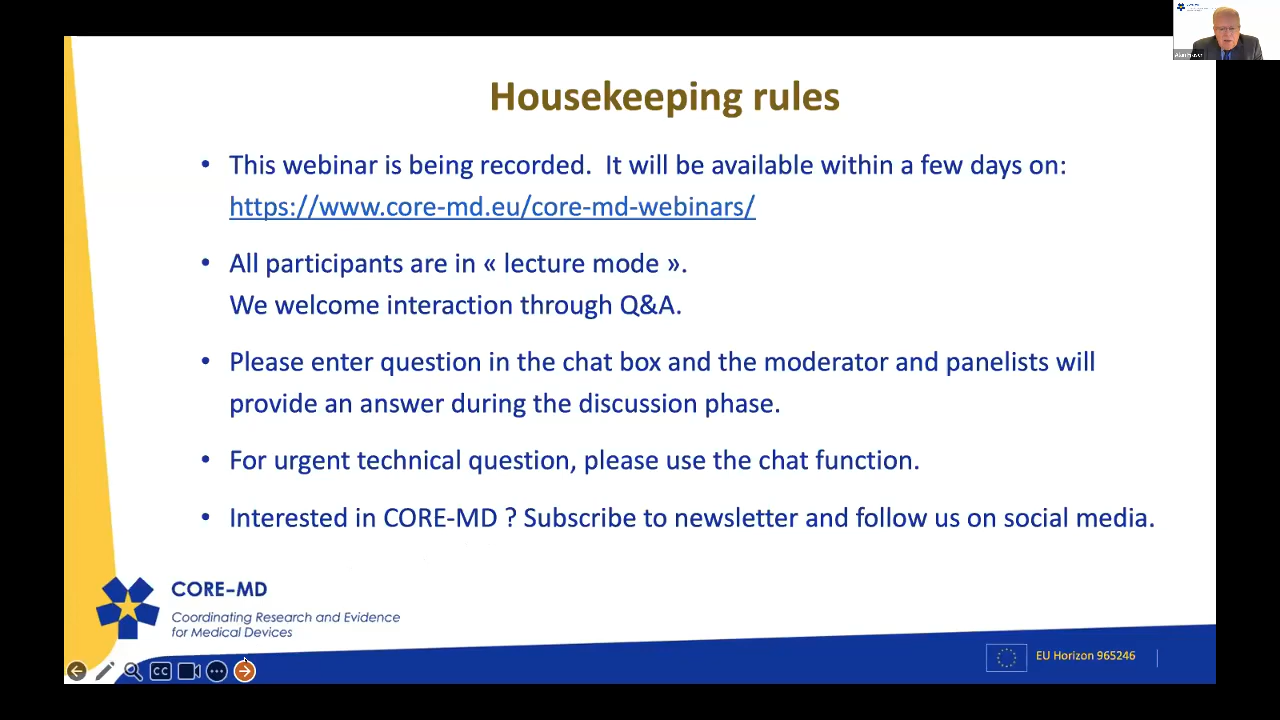 Housekeeping rules
• This webinar is being recorded.  It will be available within a few days on:
https://www.core-md.eu/core-md-webinars/
• All participants are in « lecture mode ».
We welcome interaction through Q&A.
• Please enter question in the chat box and the moderator and panelists will
provide an answer during the discussion phase.
• For urgent technical question, please use the chat function.
• Interested in CORE-MD ? Subscribe to newsletter and follow us on social media.
CORE–MD
Coordinating Research and Evidence
for Medical Devices
CC
EU Horizon 965246